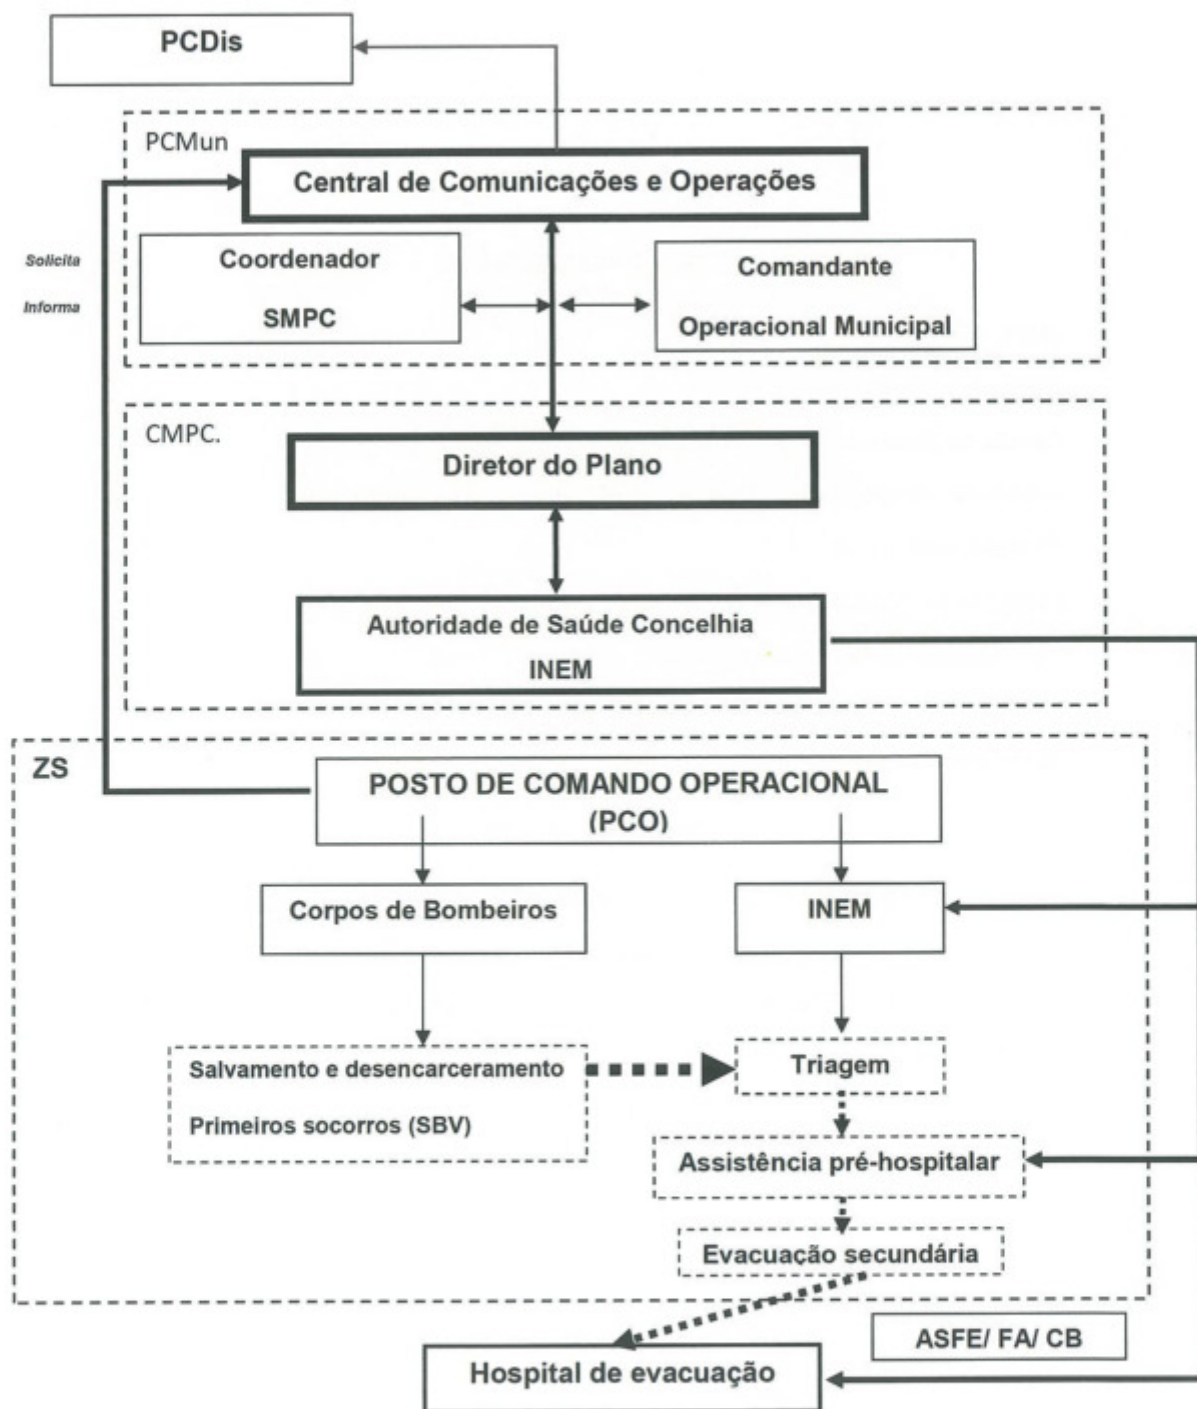 PCDis
PCMun
Central de Comunicações e Operações
Solicita
Informa
Coordenador
SMPC
Comandante
Operacional Municipal
CMPC.
Diretor do Plano
Autoridade de Saúde Concelhia
INEM
ZS
POSTO DE COMANDO OPERACIONAL
(PCO)
Corpos de Bombeiros
INEM
Salvamento e desencarceramento
Primeiros socorros (SBV)
Triagem
Assistência pré-hospitalar
Evacuação secundária
ASFE/ FA/ CB
Hospital de evacuação